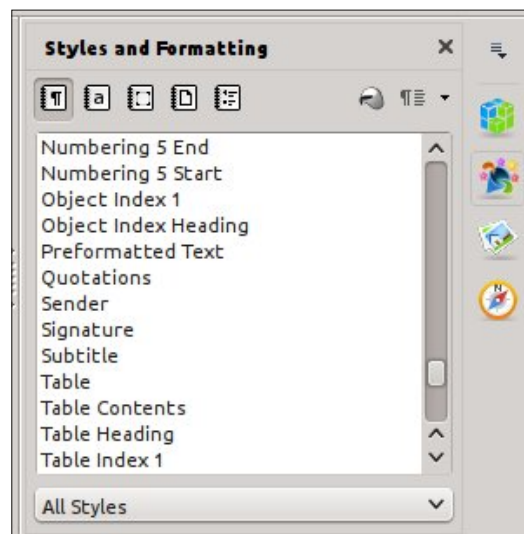 Styles and Formatting
a
Numbering 5 End
Numbering 5 Start
Object Index 1
Object Index Heading
Preformatted Text
Quotations
Sender
Signature
Subtitle
Table
Table Contents
Table Heading
Table Index 1
All Styles
N